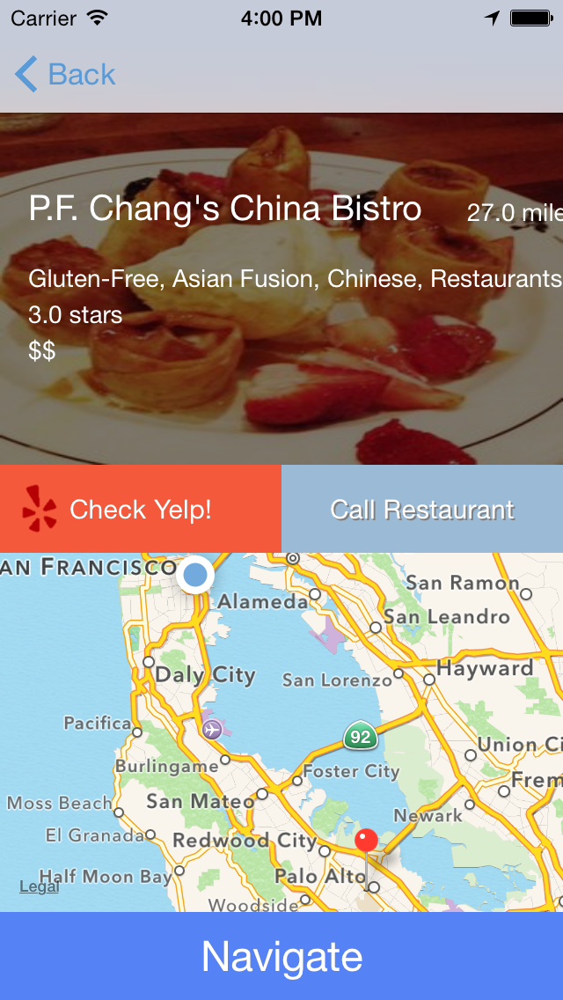 Carrier 4:00 PM
Back
P.F. Chang's China Bistro 27.0 mile
Gluten-Free, Asian Fusion, Chinese, Restaurants
3.0 stars
$$
Check Yelp! Call Restaurant
AN FRANCISCO
San Ramon
Alameda
San Leandro
Hayward
Daly City
San Lorenzo
Pacifica
92
Union Ci
Burlingame
Foster City
Frem
Moss Beach
San Mateo
Newark
El Granada
Redwood City
Half Moon Bay
Palo Alto
Legal
Woodside
Navigate